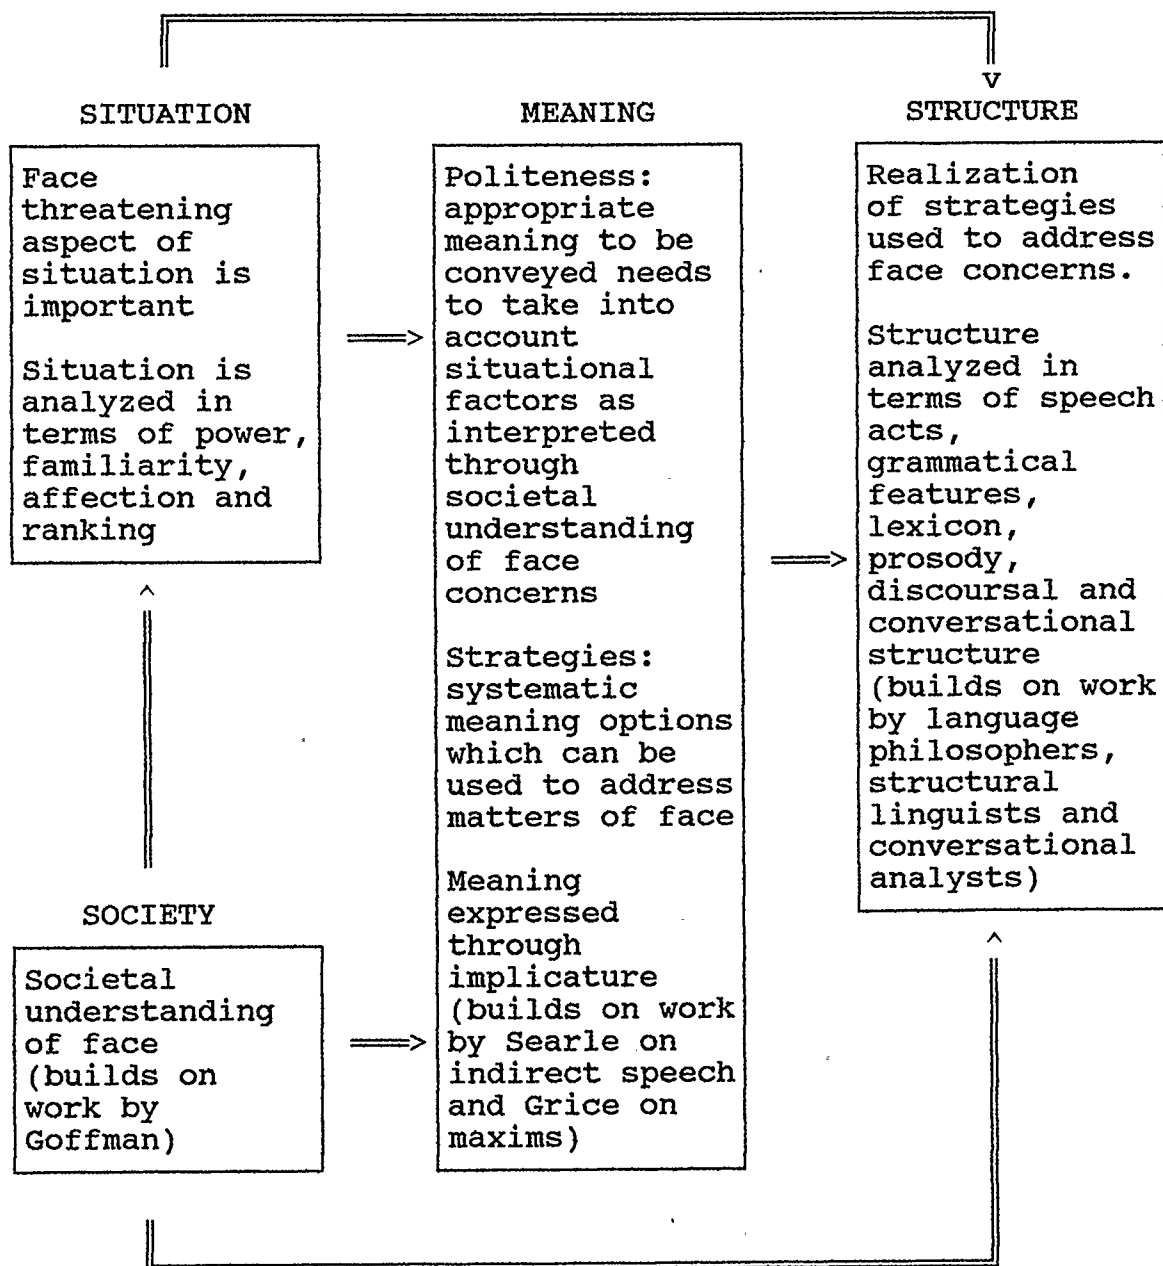 SITUATION
Face
threatening
aspect of
situation is
important
Situation is
analyzed in
terms of power,
familiarity,
affection and
ranking
SOCIETY
Societal
understanding
of face
(builds on
work by
Goffman)
MEANING
Politeness:
appropriate
meaning to be
conveyed needs
to take into
account
situational
factors as
interpreted
through
societal
understanding
of face
concerns
Strategies:
systematic
meaning options
which can be
used to address
matters of face
Meaning
expressed
through
implicature
(builds on work
by Searle on
indirect speech
and Grice on
maxims)
STRUCTURE
Realization
of strategies
used to address
face concerns.
Structure
analyzed in
terms of speech
acts,
grammatical
features,
lexicon,
prosody,
discoursal and
conversational
structure
(builds on work
by language
philosophers,
structural
linguists and
conversational
analysts)